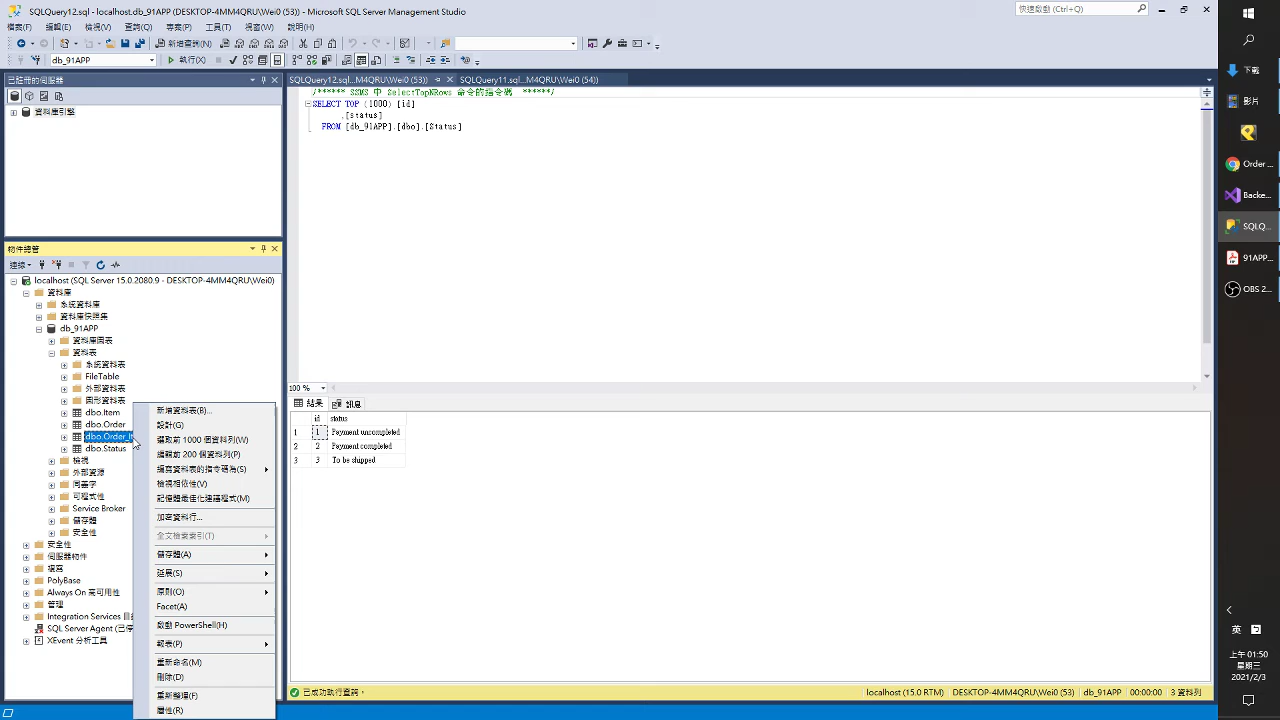 SQLQuery12.sql - localhost.db_91APP (DESKTOP-4MM4QRU\Wei0 (53)) - Microsoft SQL Server Management Studio
快速啟動 (Ctrl+Q)
檔案(F) 編輯(E) 檢視(V) 查詢(Q) 專案(P) 工具(T) 視窗(W) 說明(H)
新增查詢(N)
db_91APP
執行(X)
已註冊的伺服器
資料庫引擎
SQLQuery12.sql...M4QRU\Wei0 (53))
SQLQuery11.sql...M4QRU\Wei0 (54))
/****** SSMS 中 SelectTopNRows 命令的指令碼 ******/
SELECT TOP (1000) [id]
,[status]
FROM [db_91APP].[dbo].[Status]
物件總管
連線
localhost (SQL Server 15.0.2080.9 - DESKTOP-4MM4QRU\Wei0)
資料庫
系統資料庫
資料庫快照集
db_91APP
資料庫圖表
資料表
系統資料表
FileTable
外部資料表
圖形資料表
dbo.Item
dbo.Order
dbo.Order_I
dbo.Status
檢視
外部資源
同義字
可程式性
Service Broker
儲存體
安全性
安全性
伺服器物件
複寫
PolyBase
Always On 高可用性
管理
Integration Services 目錄
SQL Server Agent (已停
XEvent 分析工具
新增資料表(B)...
設計(G)
選取前 1000 個資料列(W)
編輯前 200 個資料列(P)
編寫資料表的指令碼為(S)
檢視相依性(V)
記憶體最佳化建議程式(M)
加密資料行...
全文檢索索引(T)
儲存體(A)
延展(S)
原則(O)
Facet(A)
啟動 PowerShell(H)
報表(P)
重新命名(M)
刪除(D)
重新整理(F)
屬性(R)
100 %
結果
訊息
id status
1 1 Payment uncompleted
2 2 Payment completed
3 3 To be shipped
已成功執行查詢。
localhost (15.0 RTM)
DESKTOP-4MM4QRU\Wei0 (53)
db_91APP
00:00:00
3 資料列
下載
影片
Order ...
Backe...
SQLQ...
91APP...
OBS 2...
英
上午 01:50
星期三
2021/2/3